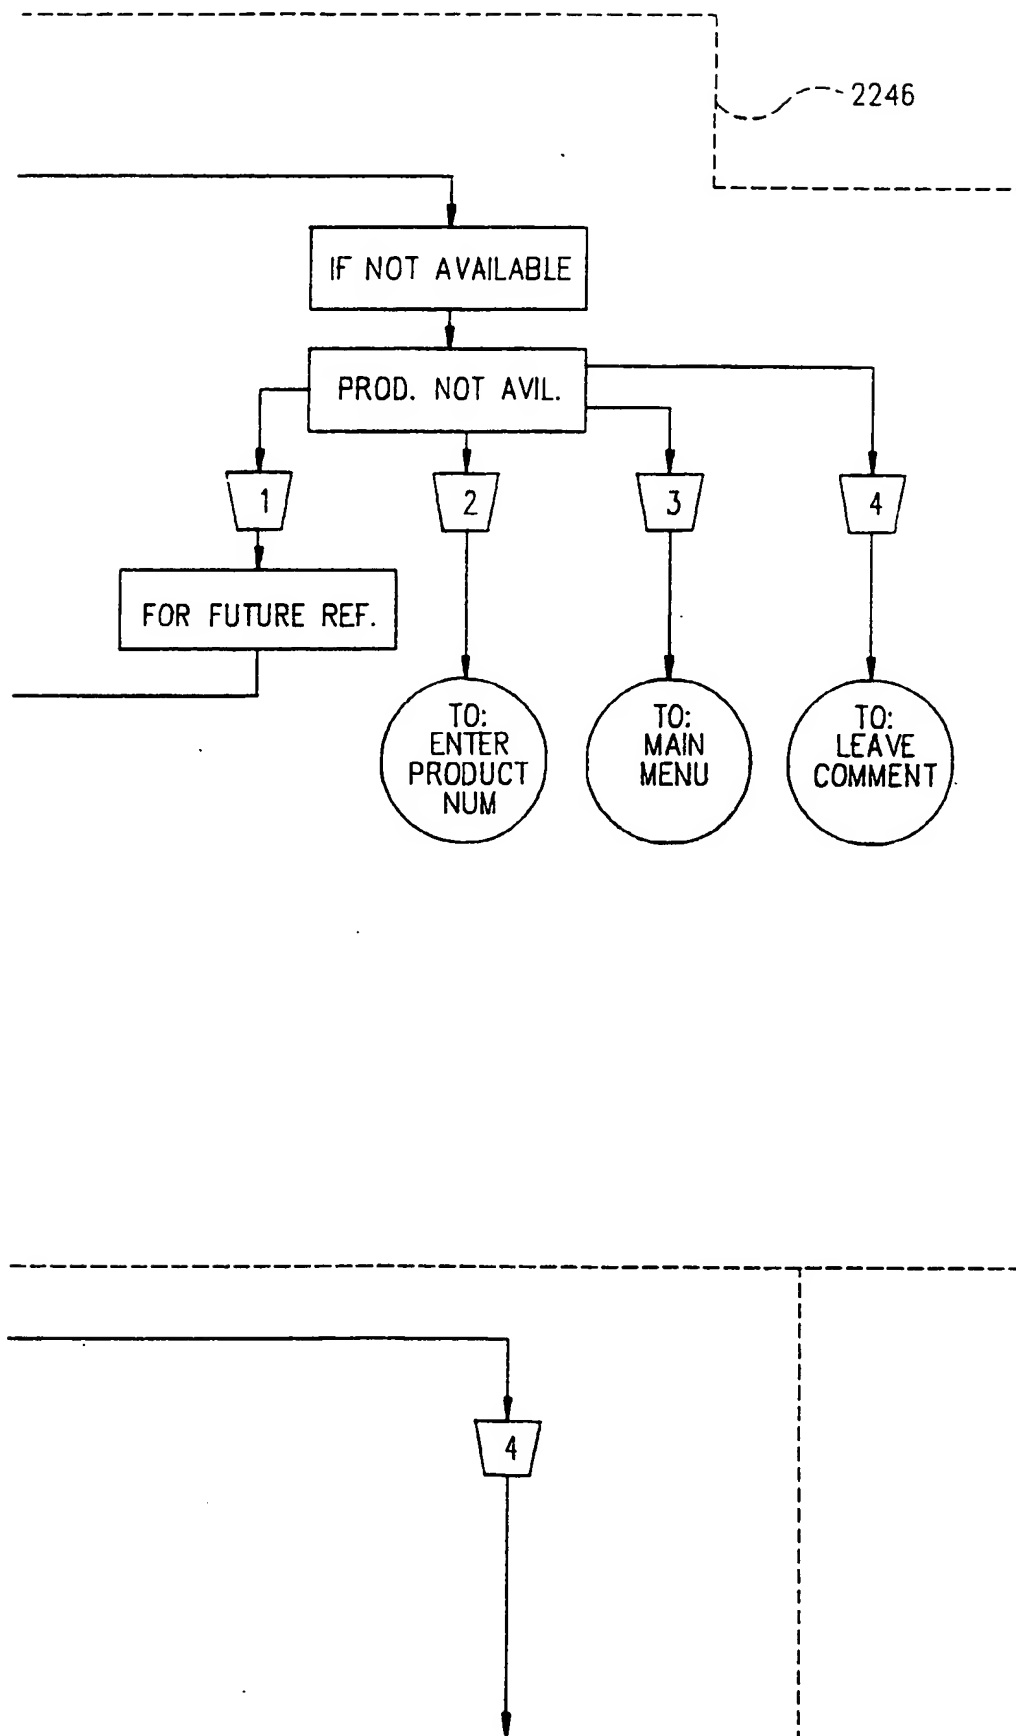 2246
IF NOT AVAILABLE
PROD. NOT AVIL.
1
2
3
4
FOR FUTURE REF.
TO:
ENTER
PRODUCT
NUM
TO:
MAIN
MENU
TO:
LEAVE
COMMENT
4